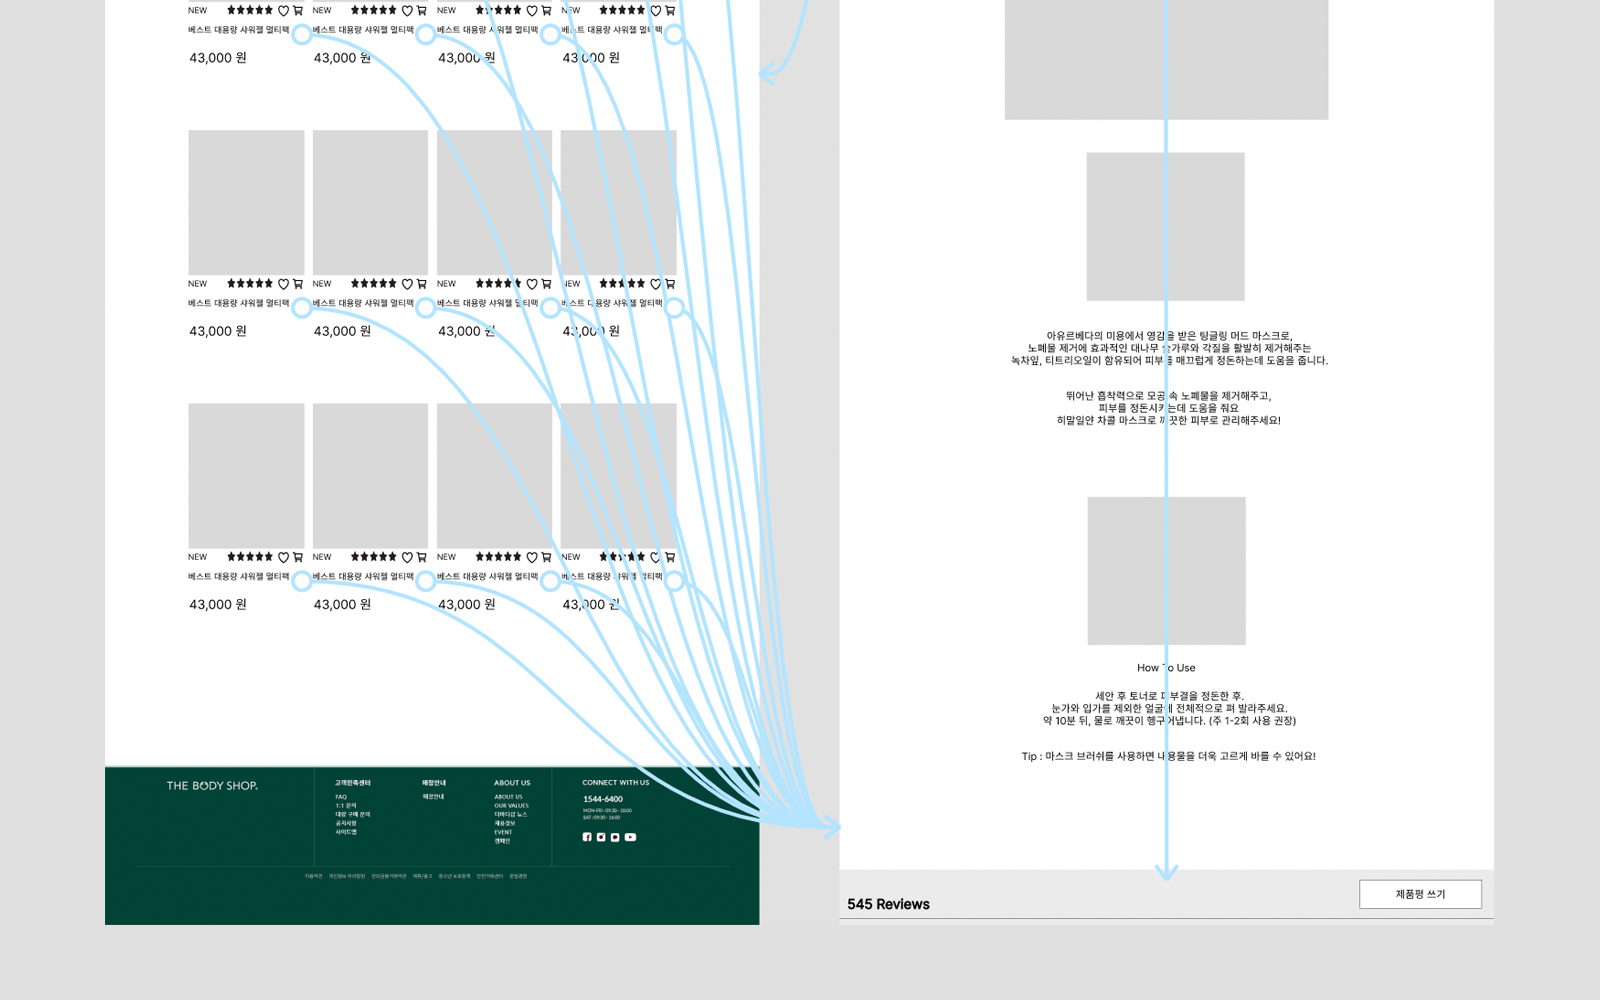 NEW
NEW
NEW
NEW
베스트 대용량 샤워젤 멀티팩
베스트 대용량 샤워젤 멀티팩
베스트 대용량 샤워젤 멀티팩
베스트 대용량 샤워젤 멀티팩
43,000 원
43,000 원
43,000 원
43,000 원
NEW
NEW
NEW
NEW
베스트 대용량 샤워젤 멀티팩
베스트 대용량 샤워젤 멀티팩
베스트 대용량 샤워젤 멀티팩
베스트 대용량 샤워젤 멀티팩
43,000 원
43,000 원
43,000 원
43,000 원
NEW
NEW
NEW
NEW
베스트 대용량 샤워젤 멀티팩
베스트 대용량 샤워젤 멀티팩
베스트 대용량 샤워젤 멀티팩
베스트 대용량 샤워젤 멀티팩
43,000 원
43,000 원
43,000 원
43,000 원
THE BODY SHOP.
고객만족센터
FAQ
1:1 문의
대량 구매 문의
공지사항
사이트맵
매장안내
매장안내
ABOUT US
ABOUT US
OUR VALUES
더바디샵 뉴스
제품정보
EVENT
캠페인
CONNECT WITH US
1544-6400
MON-FRI : 09:30 - 18:00
SAT : 09:30 - 16:00
이용약관 개인정보 처리방침 전자금융거래약관 제휴/광고 청소년 보호정책 안전거래센터 준법경영
아유르베다의 미용에서 영감을 받은 팅글링 머드 마스크로,
노폐물 제거에 효과적인 대나무 숯가루와 각질을 활발히 제거해주는
녹차잎, 티트리오일이 함유되어 피부를 매끄럽게 정돈하는데 도움을 줍니다.
뛰어난 흡착력으로 모공 속 노폐물을 제거해주고,
피부를 정돈시키는데 도움을 줘요
히말일얀 차콜 마스크로 깨끗한 피부로 관리해주세요!
How To Use
세안 후 토너로 피부결을 정돈한 후.
눈가와 입가를 제외한 얼굴에 전체적으로 펴 발라주세요.
약 10분 뒤, 물로 깨끗이 헹구어냅니다. (주 1-2회 사용 권장)
Tip : 마스크 브러쉬를 사용하면 내용물을 더욱 고르게 바를 수 있어요!
545 Reviews
제품평 쓰기